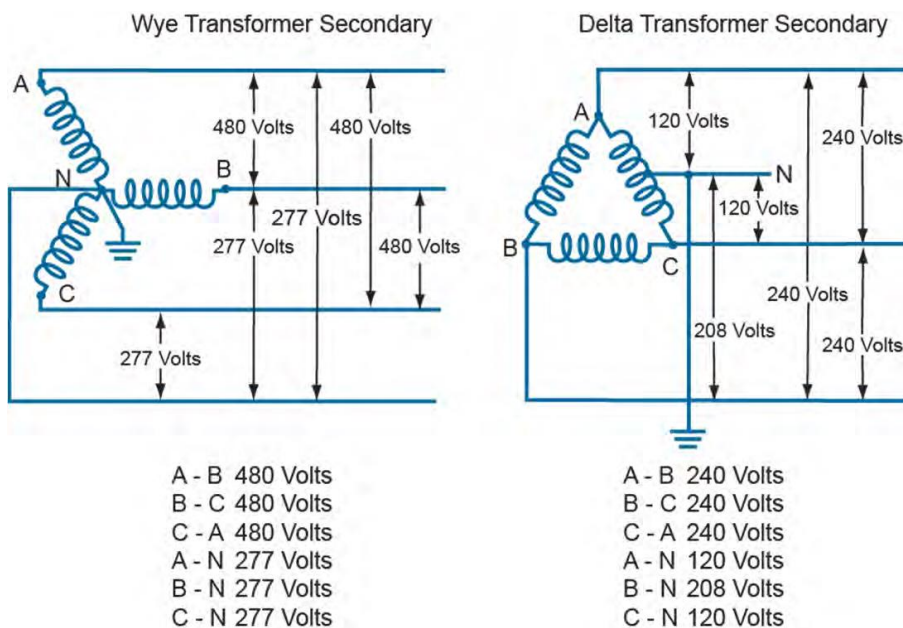 Wye Transformer Secondary
A
480 Volts
480 Volts
N
B
277 Volts
277 Volts
480 Volts
C
277 Volts
A - B 480 Volts
B - C 480 Volts
C - A 480 Volts
A - N 277 Volts
B - N 277 Volts
C - N 277 Volts
Delta Transformer Secondary
A
120 Volts
240 Volts
N
120 Volts
B
C
240 Volts
208 Volts
240 Volts
A - B 240 Volts
B - C 240 Volts
C - A 240 Volts
A - N 120 Volts
B - N 208 Volts
C - N 120 Volts